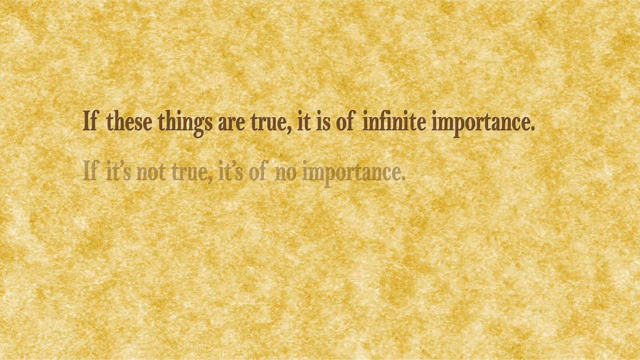 If these things are true, it is of infinite importance.
If it's not true, it's of no importance.